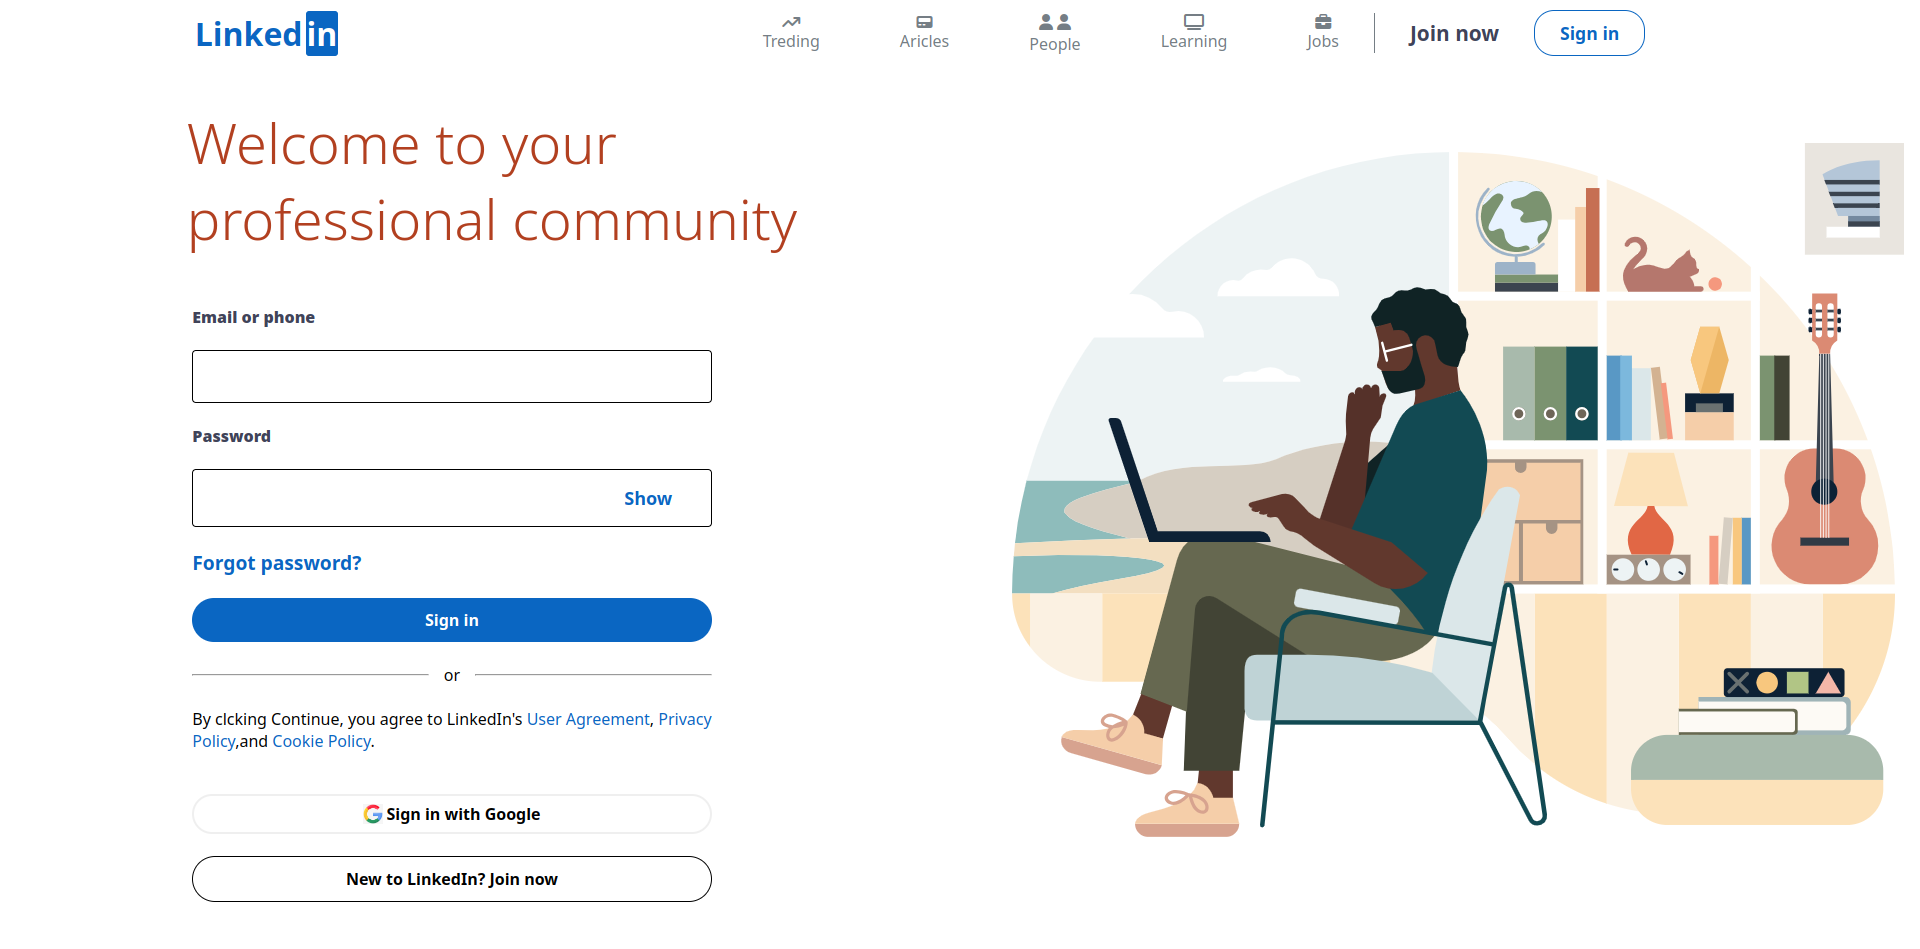 Linkedin
Treding
Aricles
People
Learning
Jobs
Join now
Sign in
Welcome to your
professional community
Email or phone
Password
Show
Forgot password?
Sign in
or
By clcking Continue, you agree to LinkedIn's User Agreement, Privacy
Policy,and Cookie Policy.
Sign in with Google
New to LinkedIn? Join now